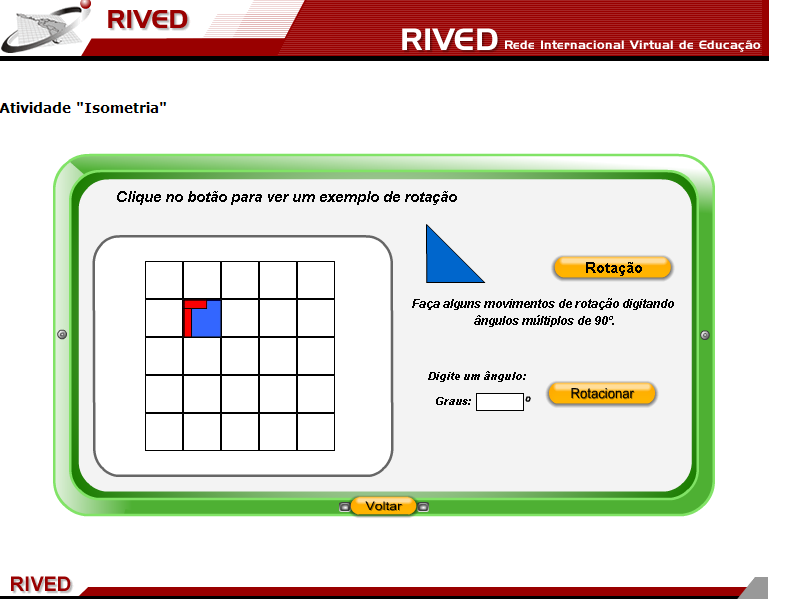 RIVED
RIVED Rede Internacional Virtual de Educação
Atividade "Isometria"
Clique no botão para ver um exemplo de rotação
Rotação
Faça alguns movimentos de rotação digitando
ângulos múltiplos de 90º.
Digite um ângulo:
Graus: º
Rotacionar
Voltar
RIVED